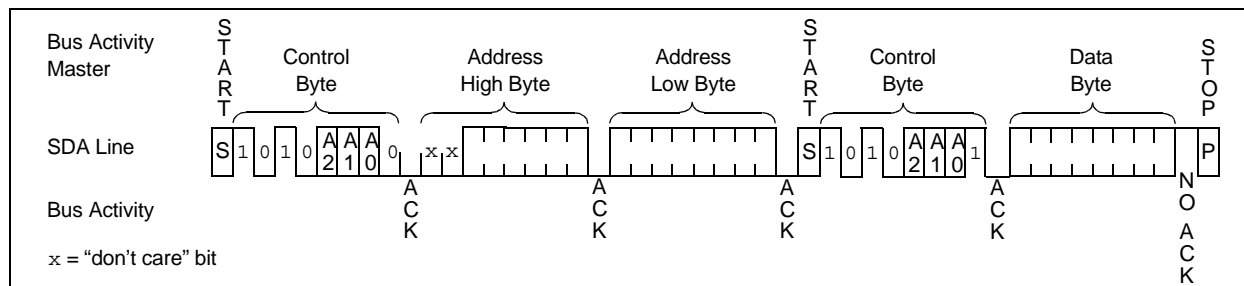 Bus Activity
Master
START
Control
Byte
Address
High Byte
Address
Low Byte
START
Control
Byte
Data
Byte
STOP
SDA Line
S 1 0 1 0 A2 A1 A0 0 x x S 1 0 1 0 A2 A1 A0 1 P
Bus Activity
ACK
ACK
ACK
ACK
NO ACK
x = “don’t care” bit